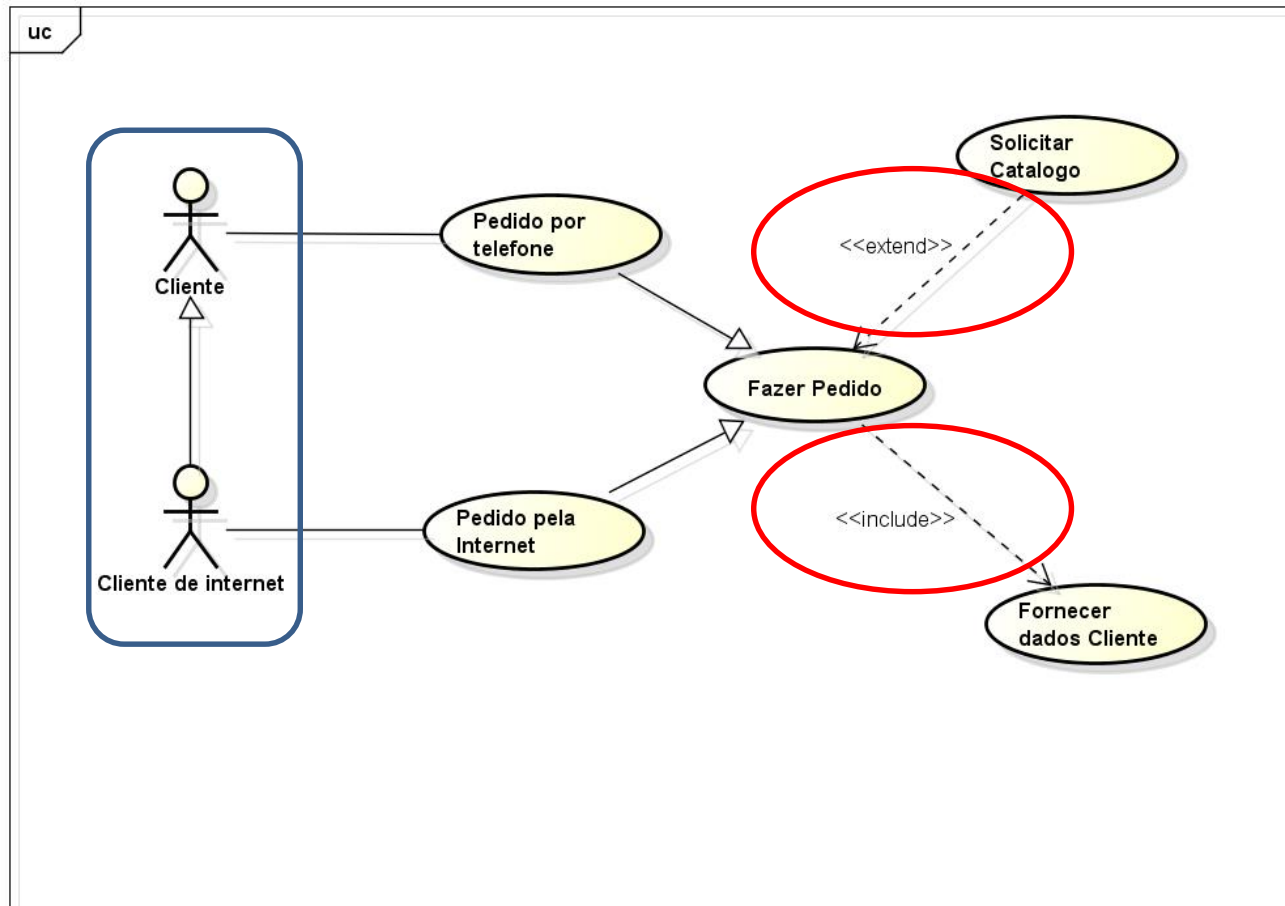 uc
Solicitar
Catalogo
Pedido por
telefone
<<extend>>
Cliente
Fazer Pedido
Pedido pela
Internet
<<include>>
Cliente de internet
Fornecer
dados Cliente